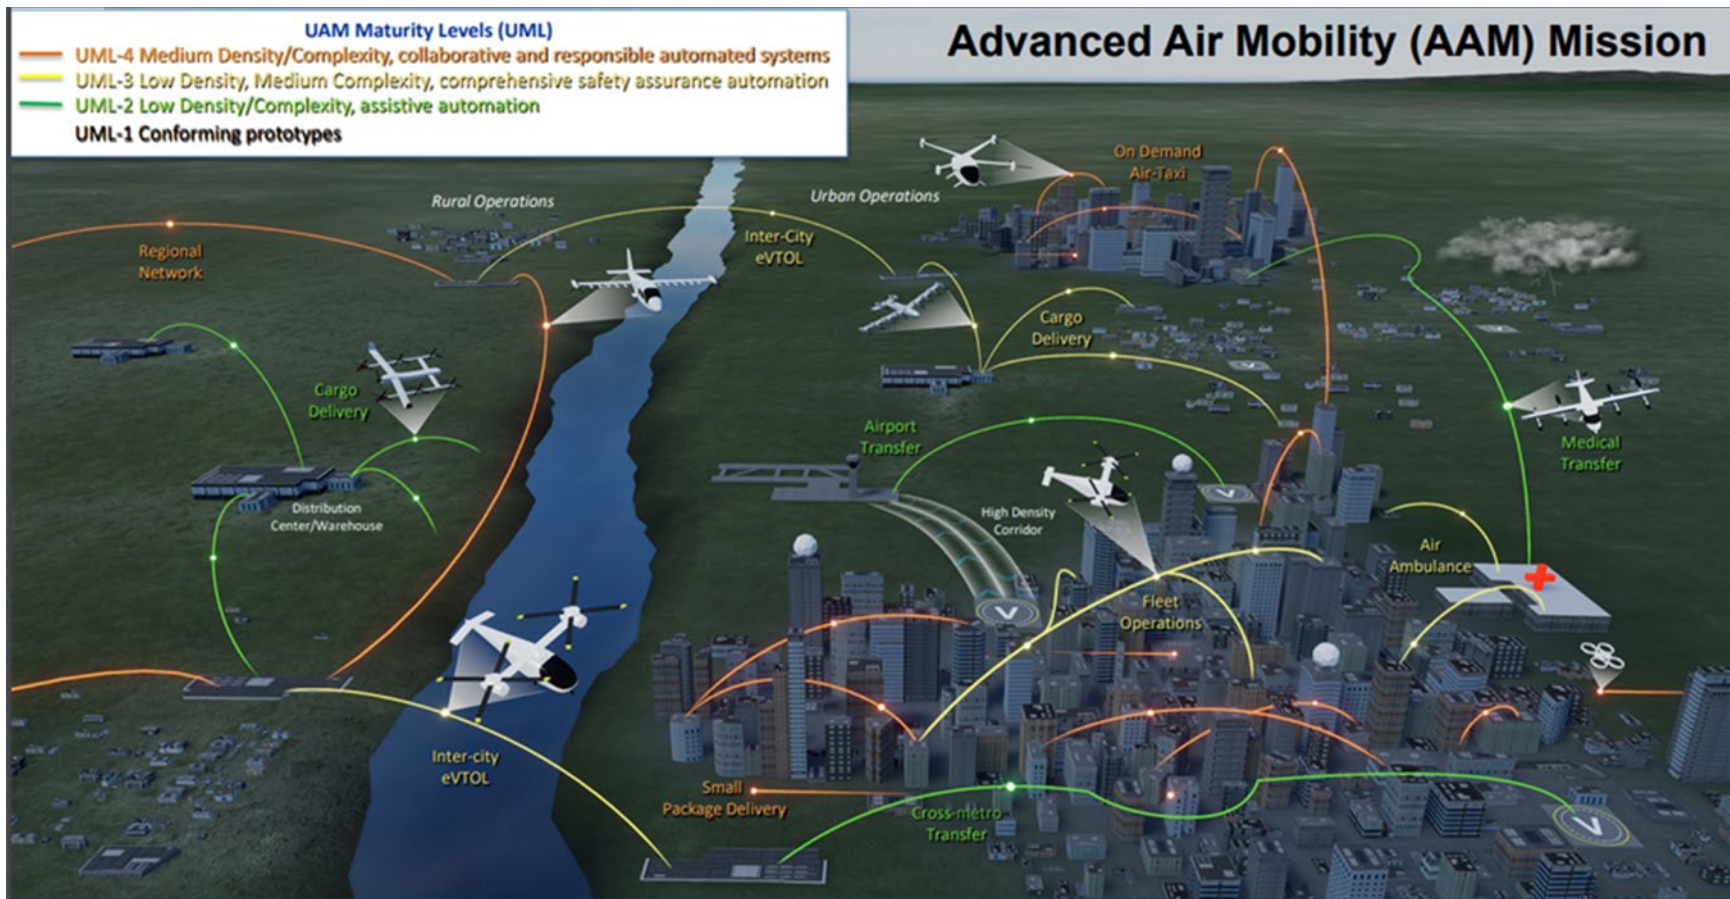 Advanced Air Mobility (AAM) Mission
UAM Maturity Levels (UML)
UML-4 Medium Density/Complexity, collaborative and responsible automated systems
UML-3 Low Density, Medium Complexity, comprehensive safety assurance automation
UML-2 Low Density/Complexity, assistive automation
UML-1 Conforming prototypes
On Demand
Air-Taxi
Rural Operations
Urban Operations
Regional
Network
Inter-City
eVTOL
Cargo
Delivery
Cargo
Delivery
Airport
Transfer
Medical
Transfer
Distribution
Center/Warehouse
High Density
Corridor
Air
Ambulance
Fleet
Operations
V
V
Inter-city
eVTOL
Small
Package Delivery
Cross-metro
Transfer
V